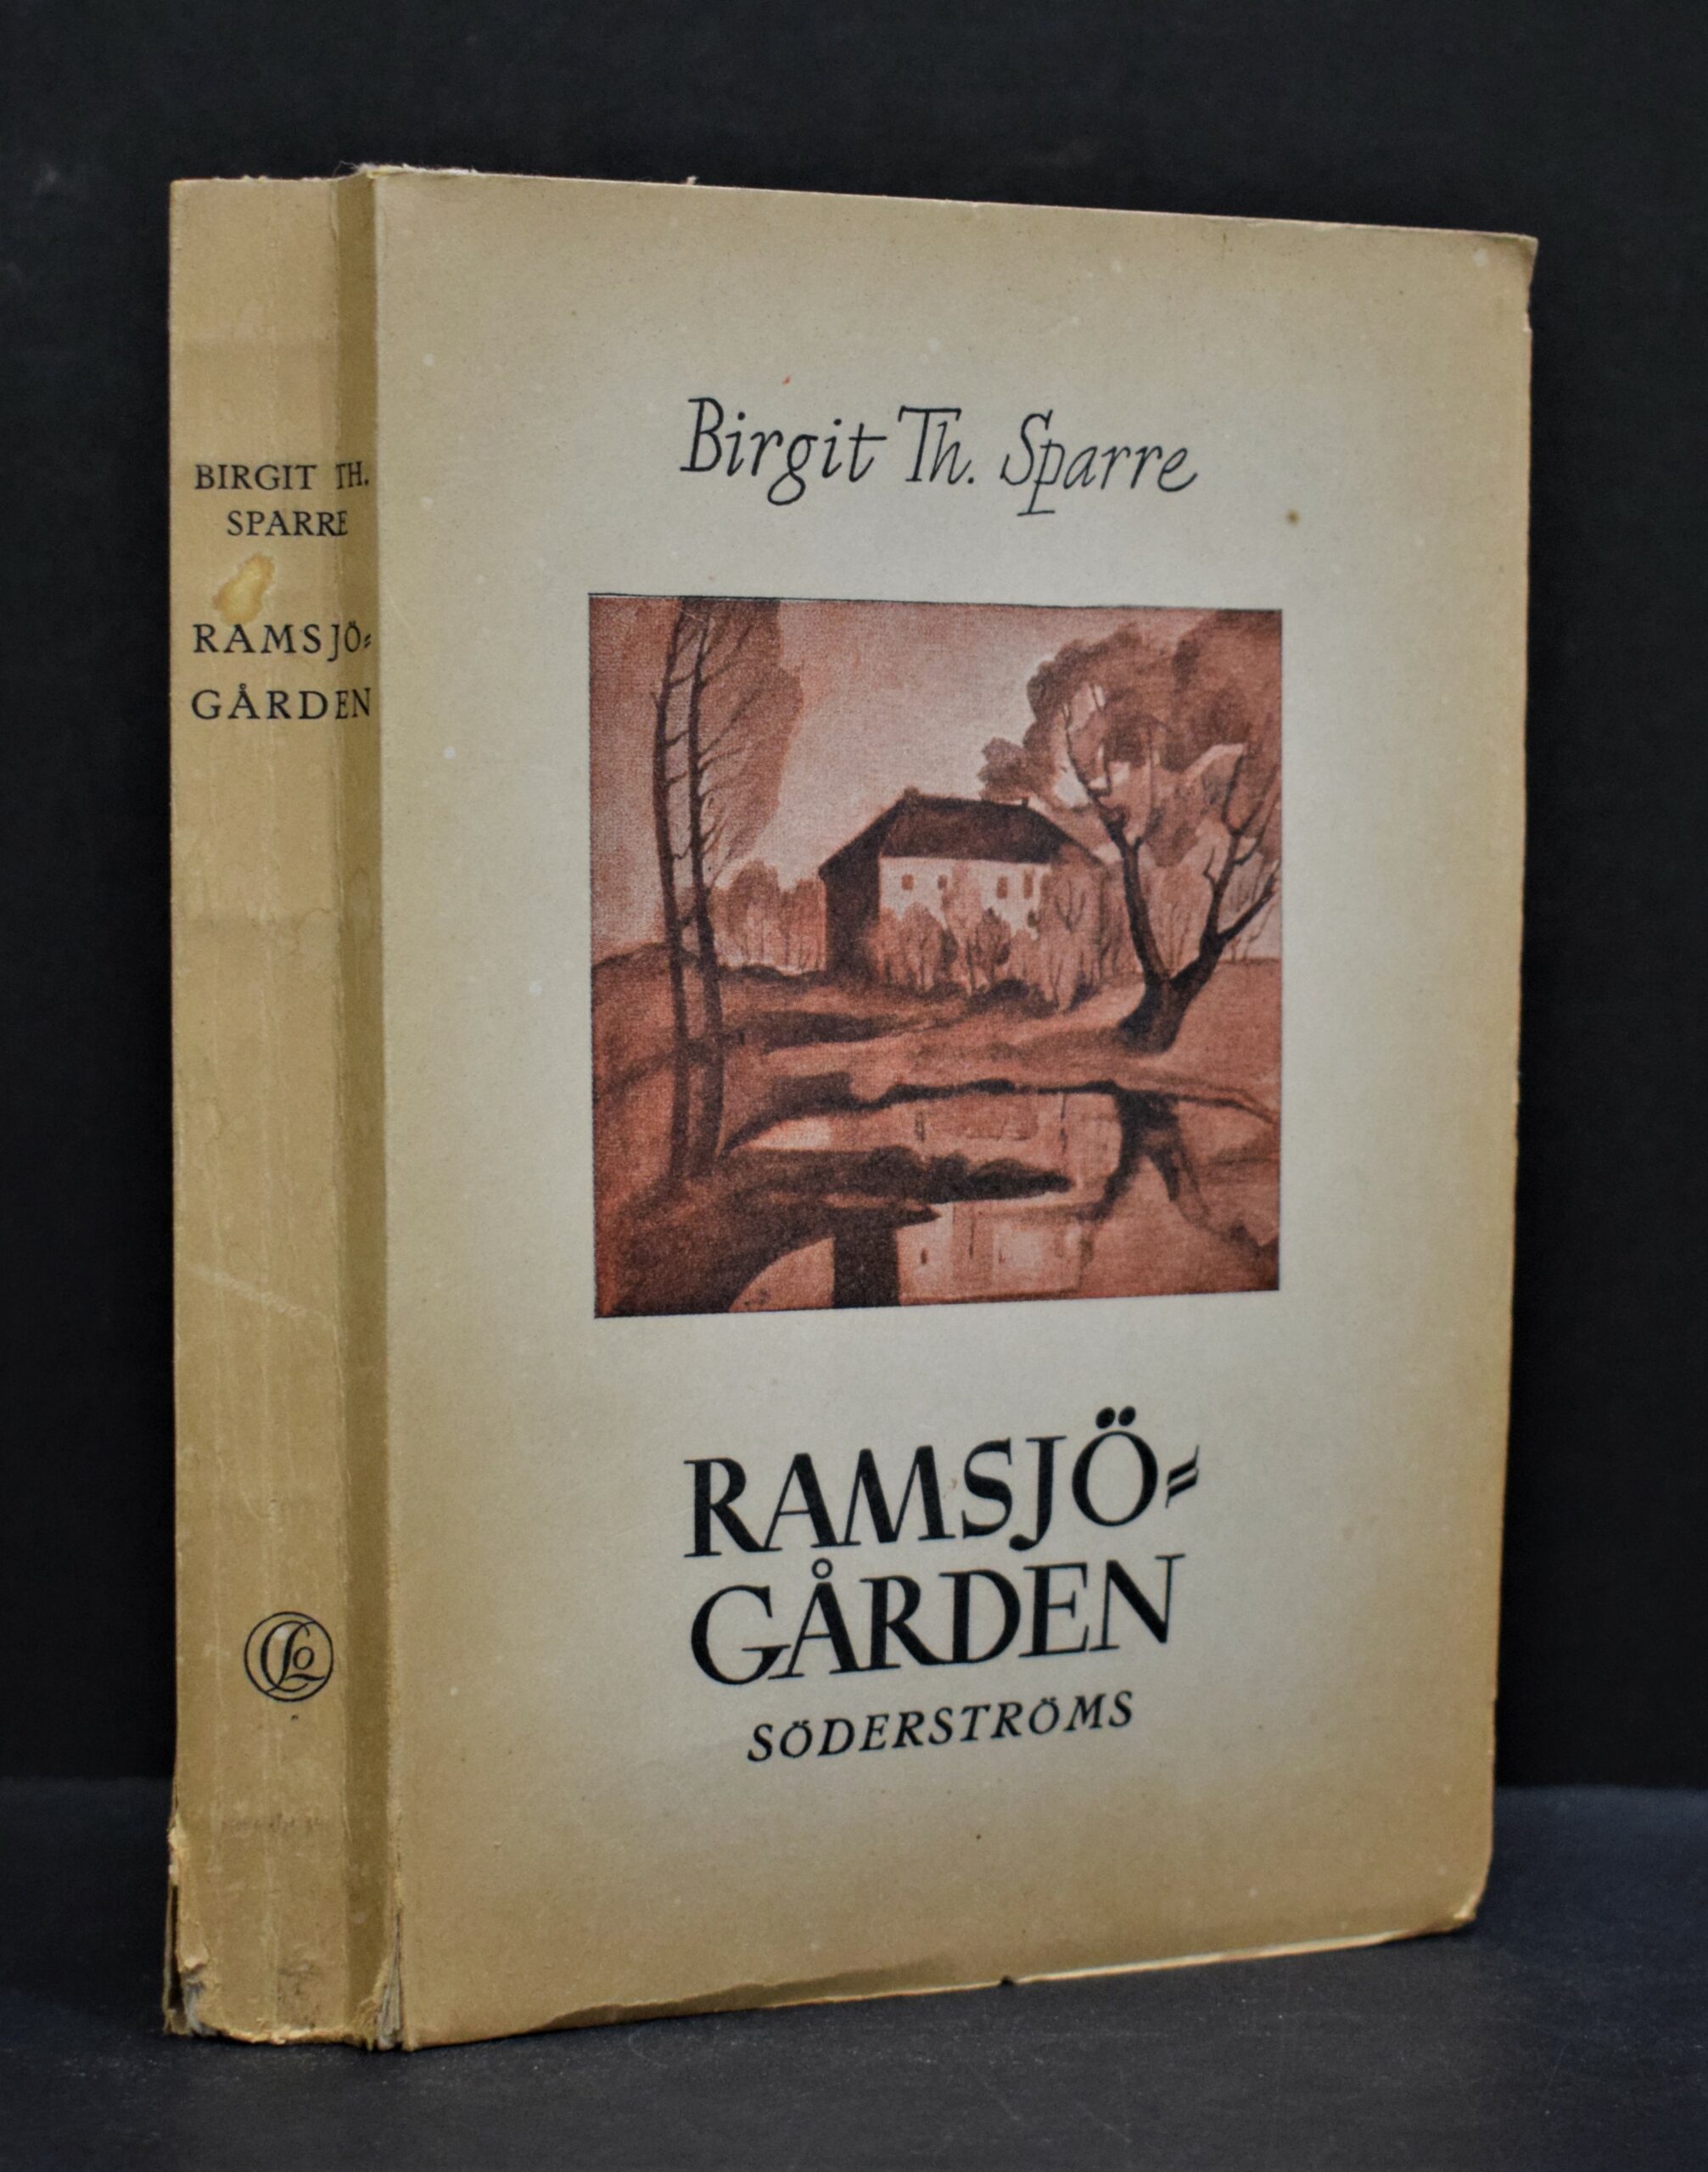 BIRGIT TH.
SPARRE
RAMSJÖ=
GÅRDEN
Birgit Th. Sparre
RAMSJÖ=
GÅRDEN
SÖDERSTRÖMS